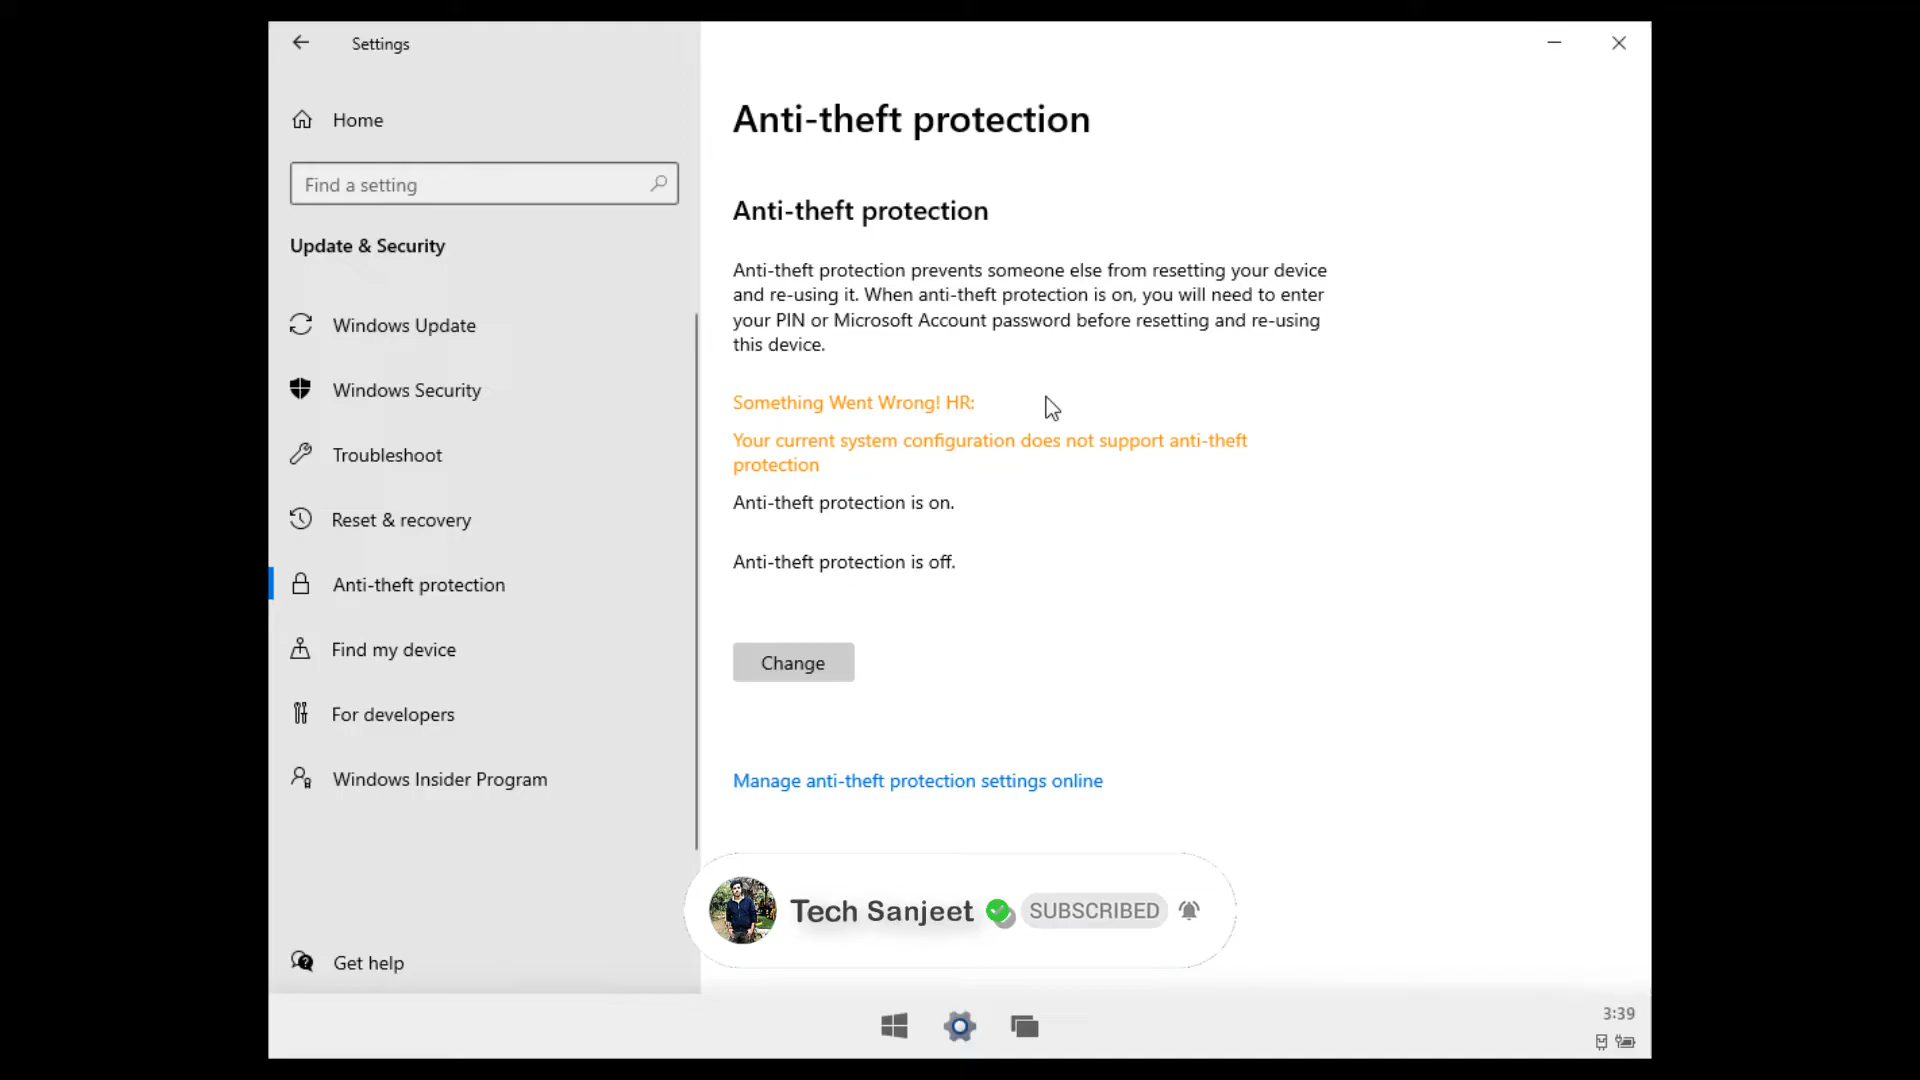 Settings
Home
Find a setting
Update & Security
Windows Update
Windows Security
Troubleshoot
Reset & recovery
Anti-theft protection
Find my device
For developers
Windows Insider Program
Get help
Anti-theft protection
Anti-theft protection
Anti-theft protection prevents someone else from resetting your device
and re-using it. When anti-theft protection is on, you will need to enter
your PIN or Microsoft Account password before resetting and re-using
this device.
Something Went Wrong! HR:
Your current system configuration does not support anti-theft
protection
Anti-theft protection is on.
Anti-theft protection is off.
Change
Manage anti-theft protection settings online
Tech Sanjeet SUBSCRIBED
3:39